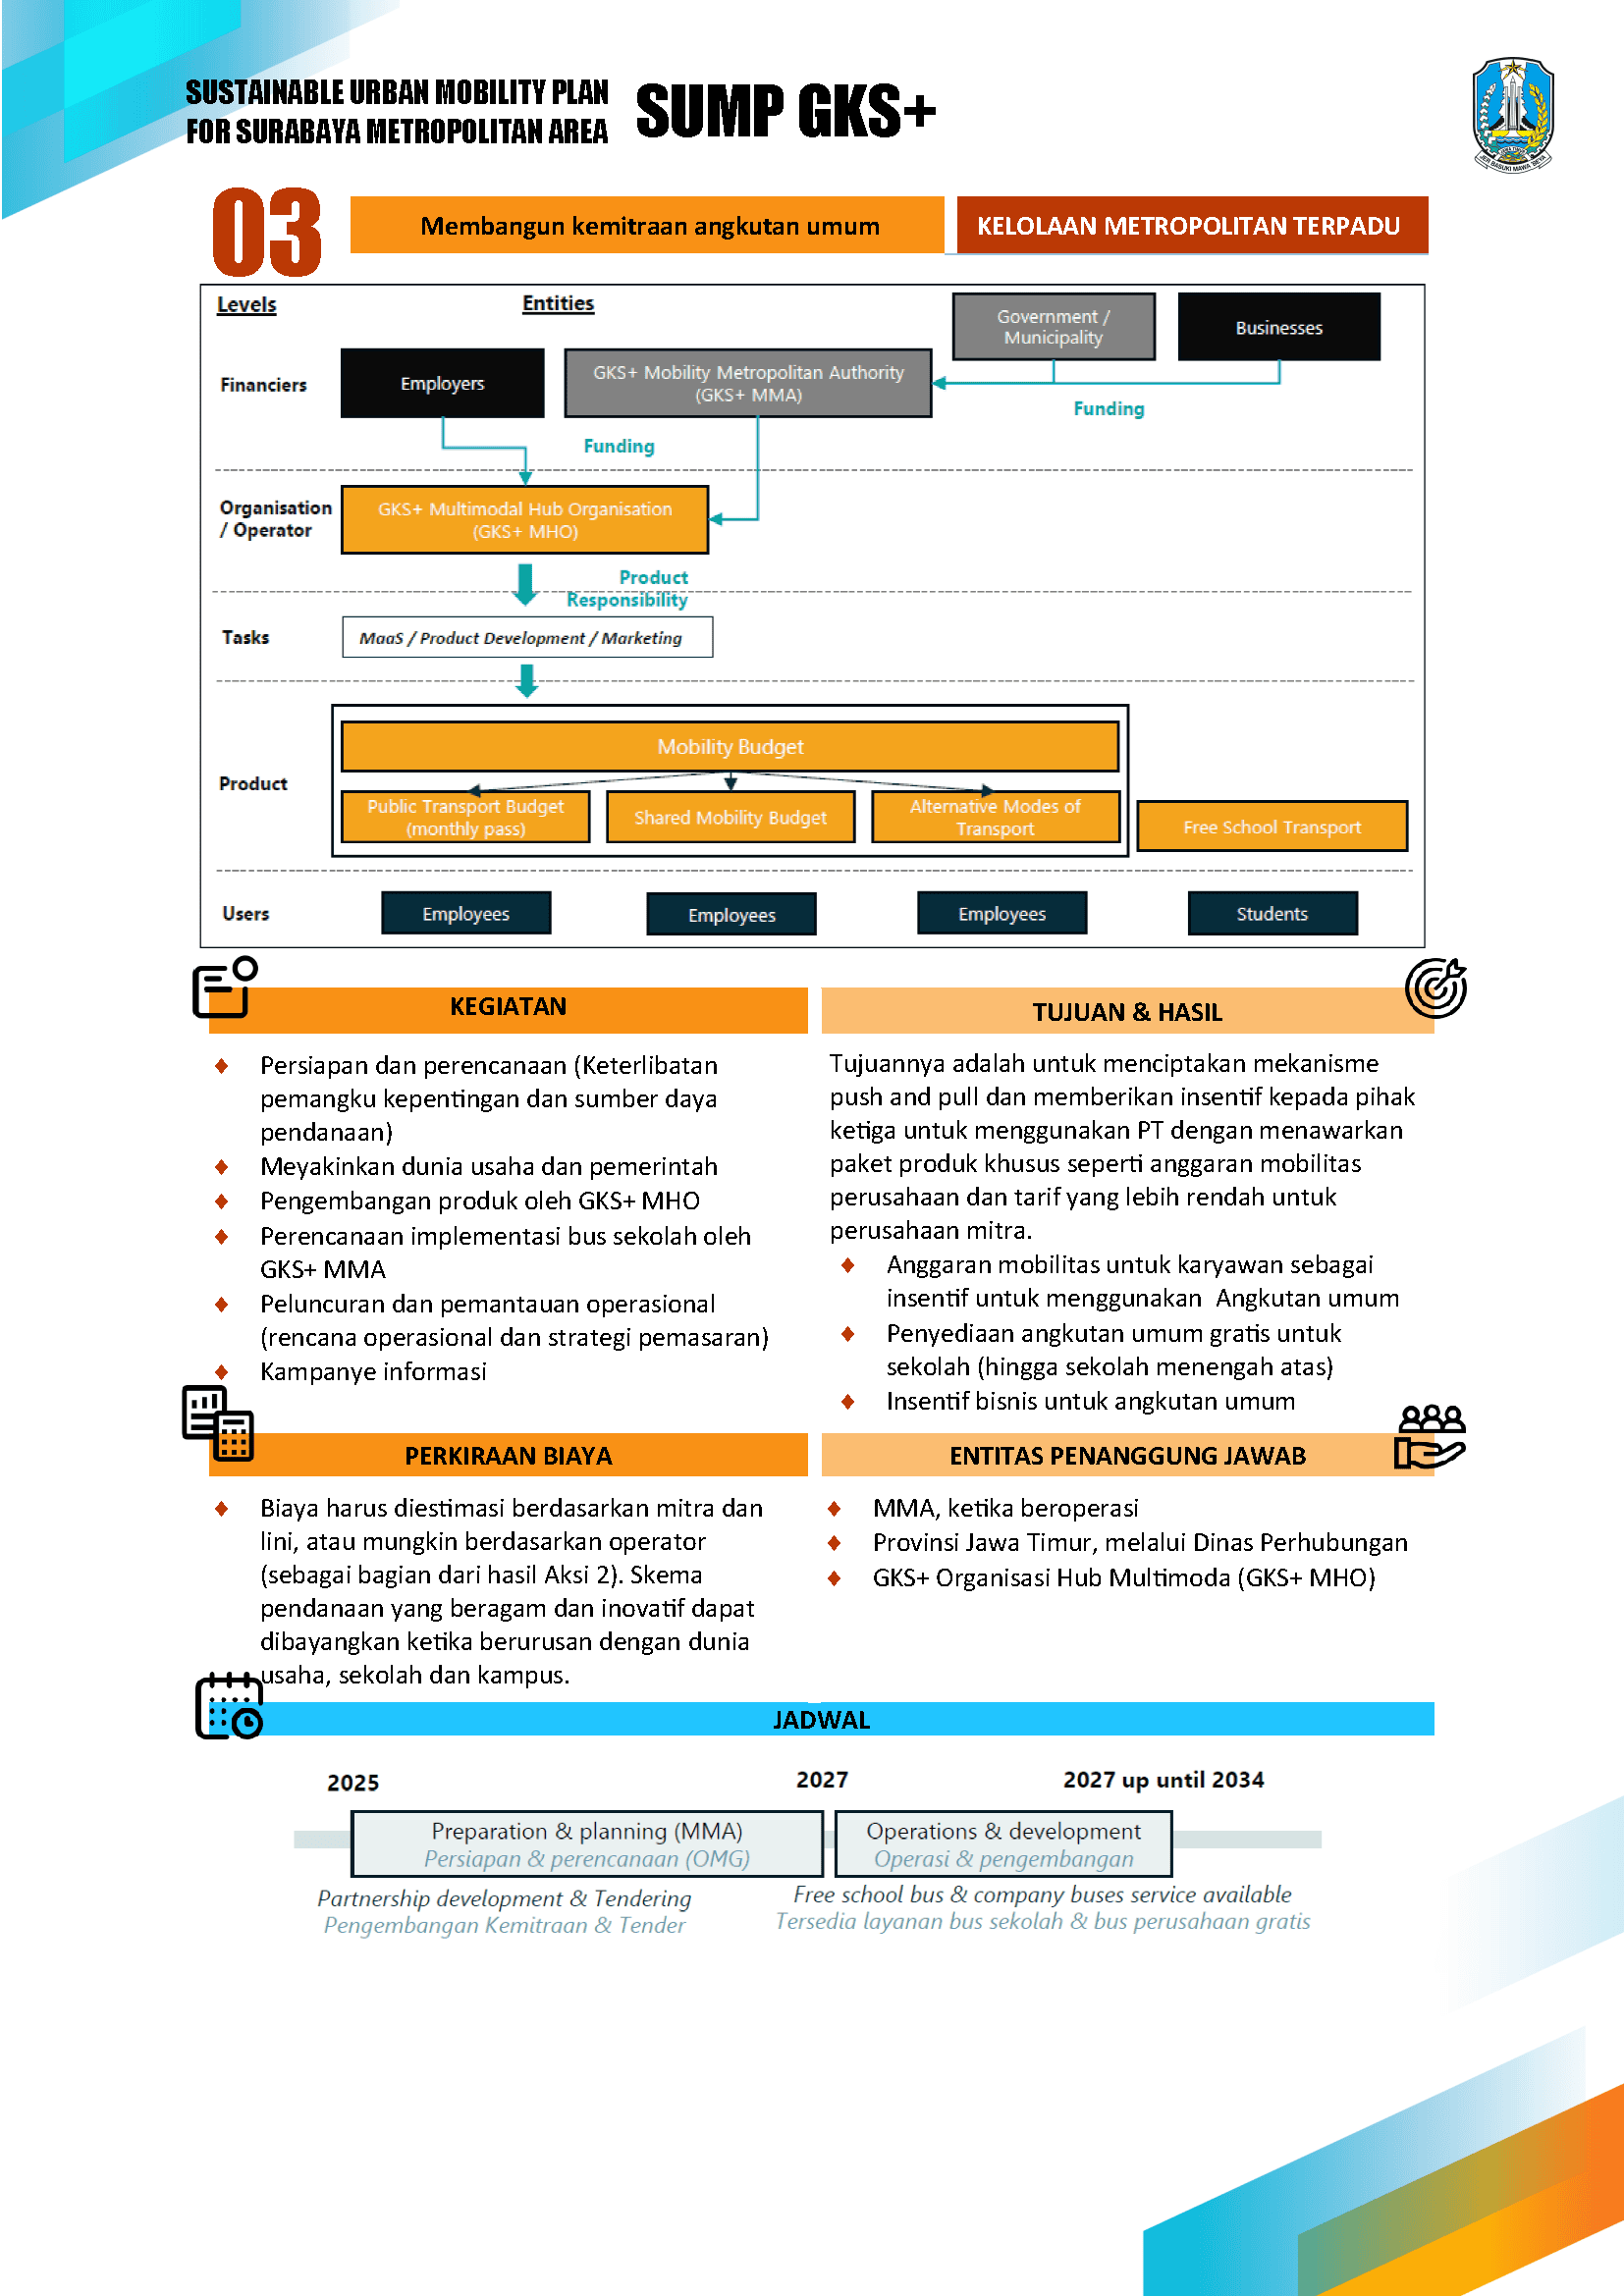 SUSTAINABLE URBAN MOBILITY PLAN
FOR SURABAYA METROPOLITAN AREA
SUMP GKS+
JAWA TIMUR
JER BASUKI MAWA BEYA
03
Membangun kemitraan angkutan umum
KELOLAAN METROPOLITAN TERPADU
Levels
Entities
Government /
Municipality
Businesses
Financiers
Employers
GKS+ Mobility Metropolitan Authority
(GKS+ MMA)
Funding
Funding
Organisation
/ Operator
GKS+ Multimodal Hub Organisation
(GKS+ MHO)
Product
Responsibility
Tasks
MaaS / Product Development / Marketing
Product
Mobility Budget
Public Transport Budget
(monthly pass)
Shared Mobility Budget
Alternative Modes of
Transport
Free School Transport
Users
Employees
Employees
Employees
Students
KEGIATAN
♦ Persiapan dan perencanaan (Keterlibatan
pemangku kepentingan dan sumber daya
pendanaan)
♦ Meyakinkan dunia usaha dan pemerintah
♦ Pengembangan produk oleh GKS+ MHO
♦ Perencanaan implementasi bus sekolah oleh
GKS+ MMA
♦ Peluncuran dan pemantauan operasional
(rencana operasional dan strategi pemasaran)
♦ Kampanye informasi
TUJUAN & HASIL
Tujuannya adalah untuk menciptakan mekanisme
push and pull dan memberikan insentif kepada pihak
ketiga untuk menggunakan PT dengan menawarkan
paket produk khusus seperti anggaran mobilitas
perusahaan dan tarif yang lebih rendah untuk
perusahaan mitra.
♦ Anggaran mobilitas untuk karyawan sebagai
insentif untuk menggunakan Angkutan umum
♦ Penyediaan angkutan umum gratis untuk
sekolah (hingga sekolah menengah atas)
♦ Insentif bisnis untuk angkutan umum
PERKIRAAN BIAYA
♦ Biaya harus diestimasi berdasarkan mitra dan
lini, atau mungkin berdasarkan operator
(sebagai bagian dari hasil Aksi 2). Skema
pendanaan yang beragam dan inovatif dapat
dibayangkan ketika berurusan dengan dunia
usaha, sekolah dan kampus.
ENTITAS PENANGGUNG JAWAB
♦ MMA, ketika beroperasi
♦ Provinsi Jawa Timur, melalui Dinas Perhubungan
♦ GKS+ Organisasi Hub Multimoda (GKS+ MHO)
JADWAL
2025
2027
2027 up until 2034
Preparation & planning (MMA)
Persiapan & perencanaan (OMG)
Operations & development
Operasi & pengembangan
Partnership development & Tendering
Pengembangan Kemitraan & Tender
Free school bus & company buses service available
Tersedia layanan bus sekolah & bus perusahaan gratis